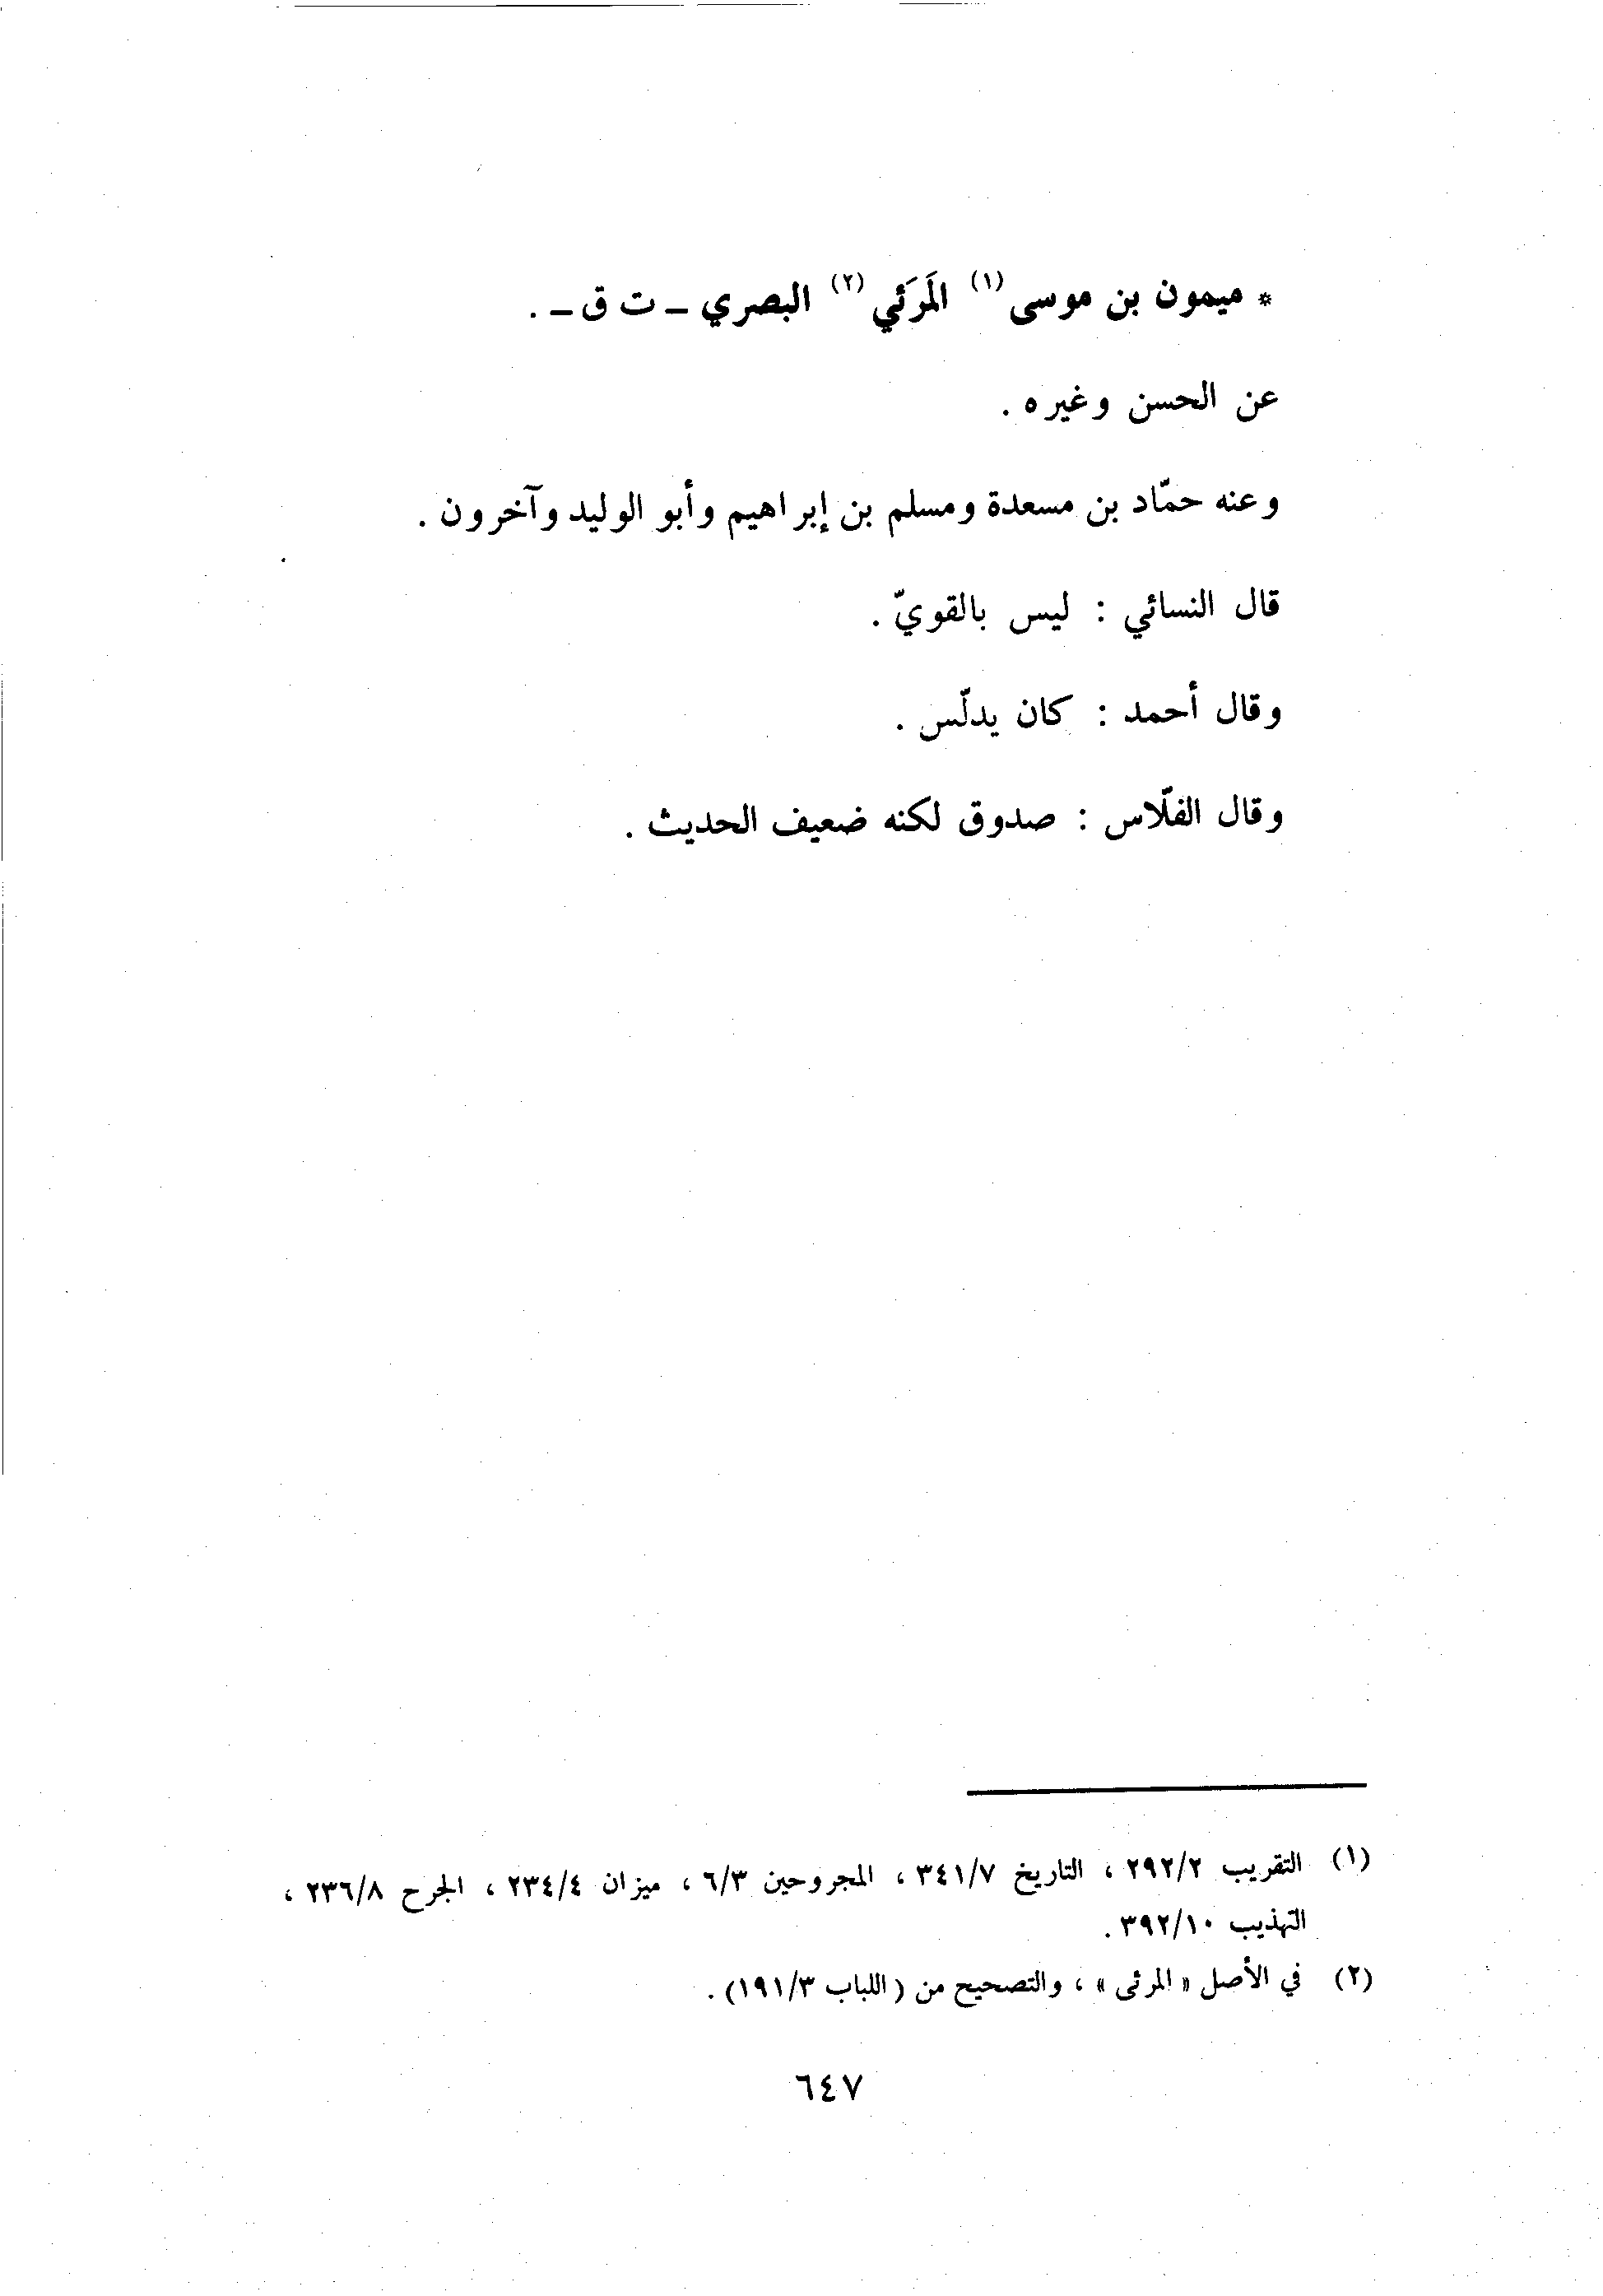 * ميمون بن موسى (١) المَرَئي (٢) البصري ـ ت ق ـ .
عن الحسن وغيره .
وعنه حمّاد بن مسعدة ومسلم بن إبراهيم وأبو الوليد وآخرون .
قال النسائي : ليس بالقويّ .
وقال أحمد : كان يدلّس .
وقال الفلّاس : صدوق لكنه ضعيف الحديث .
(١) التقريب ٢٩٢/٢ ، التاريخ ٣٤١/٧ ، المجروحين ٦/٣ ، ميزان ٢٣٤/٤ ، الجرح ٢٣٦/٨ ،
التهذيب ٣٩٢/١٠ .
(٢) في الأصل « المرئى » ، والتصحيح من ( اللباب ١٩١/٣) .
٦٤٧